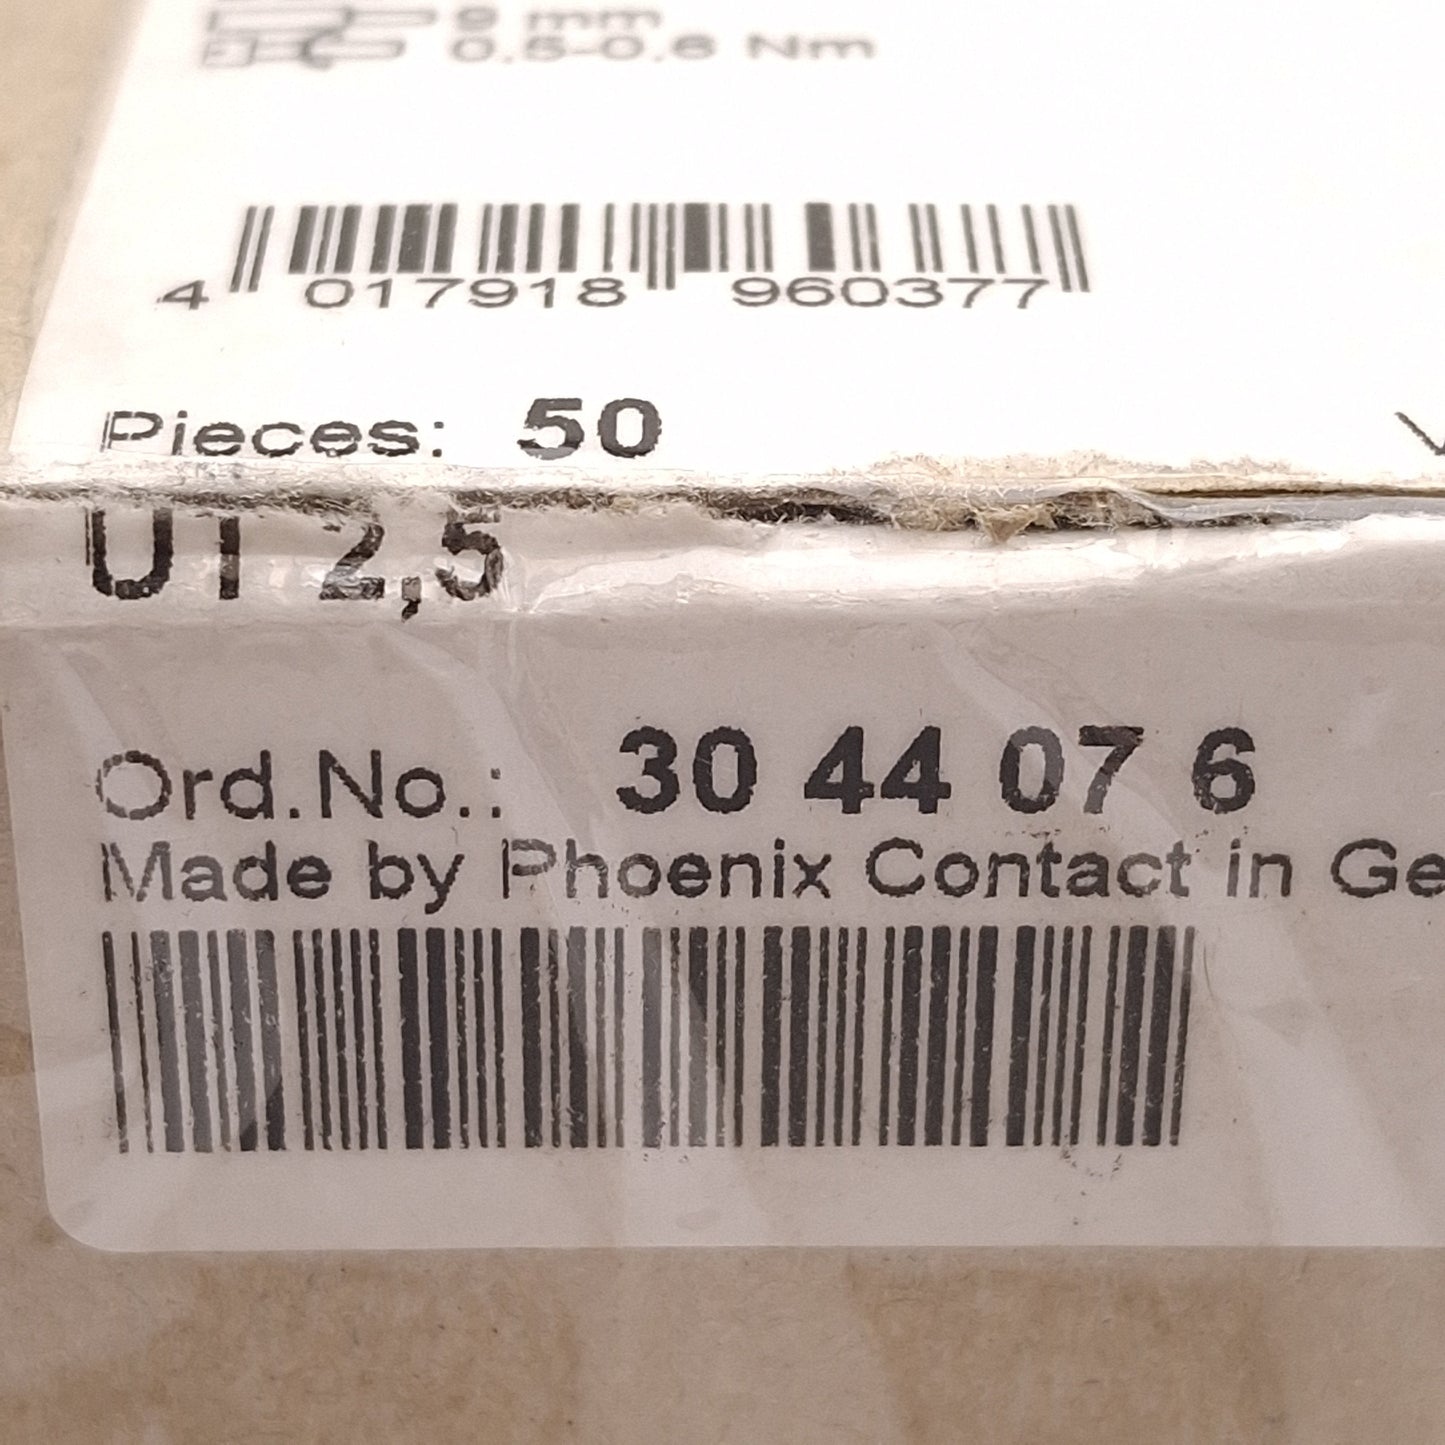 9 mm
0,5-0,6 Nm
4 017918 960377
Pieces: 50
UT 2,5
Ord.No.: 30 44 07 6
Made by Phoenix Contact in Ge